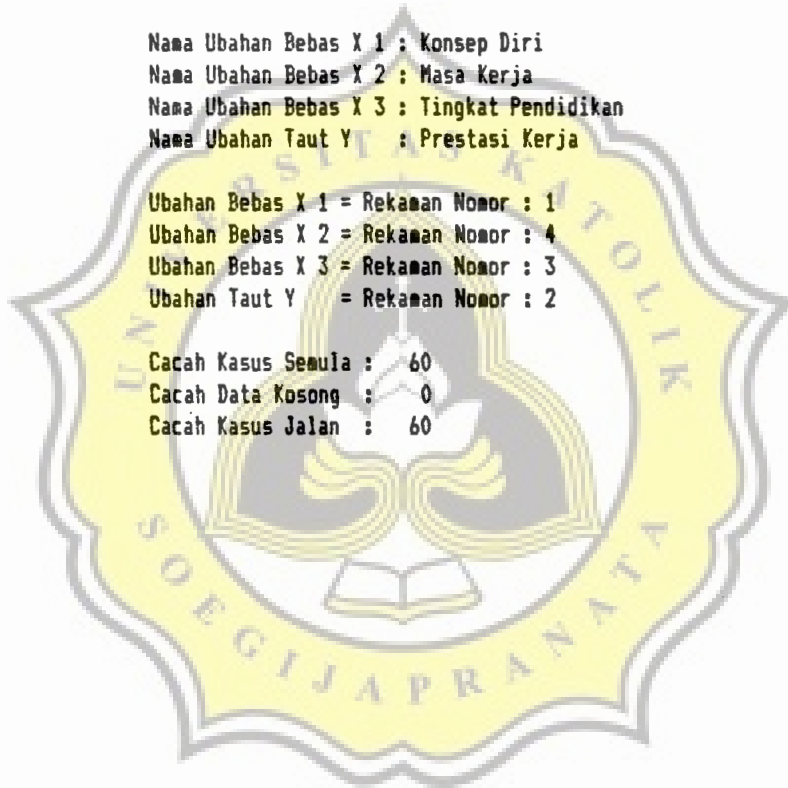 Nama Ubahan Bebas X 1 : Konsep Diri
Nama Ubahan Bebas X 2 : Masa Kerja
Nama Ubahan Bebas X 3 : Tingkat Pendidikan
Nama Ubahan Taut Y : Prestasi Kerja
Ubahan Bebas X 1 = Rekaman Nomor : 1
Ubahan Bebas X 2 = Rekaman Nomor : 4
Ubahan Bebas X 3 = Rekaman Nomor : 3
Ubahan Taut Y = Rekaman Nomor : 2
Cacah Kasus Semula : 60
Cacah Data Kosong : 0
Cacah Kasus Jalan : 60
UNIVERSITAS KATOLIK
SOEGIJAPRANATA